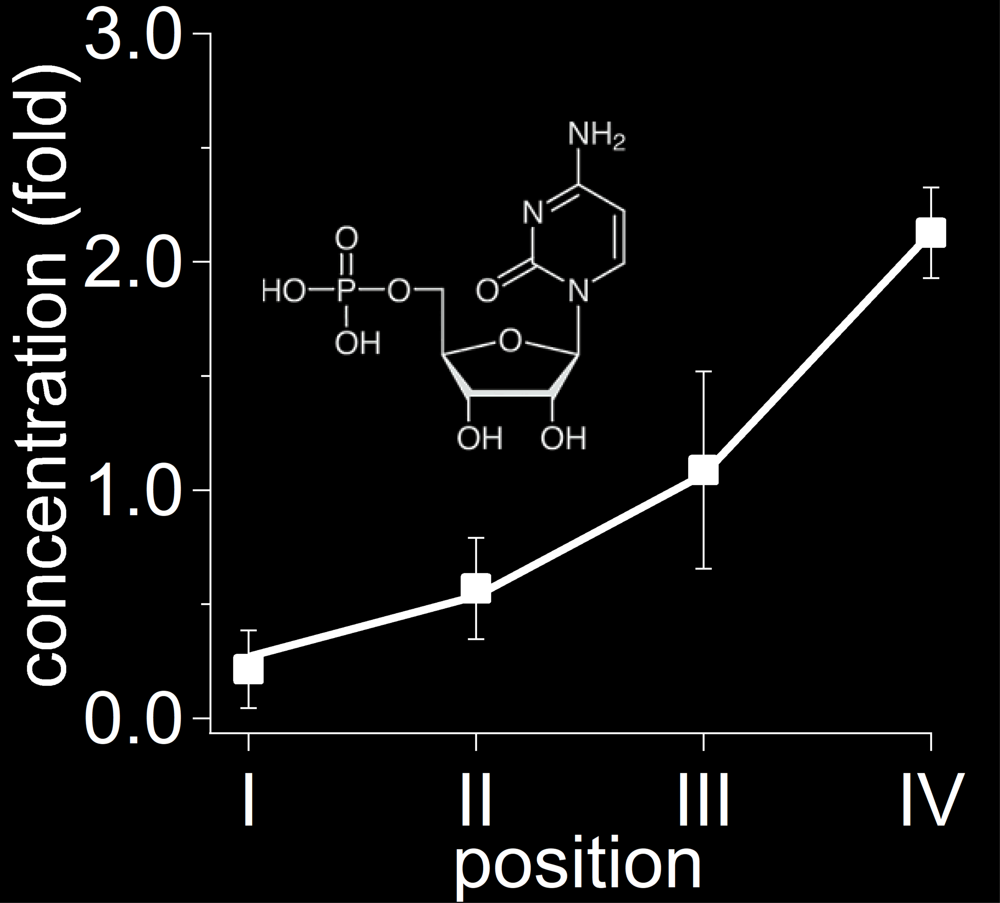 concentration (fold)
3.0
2.0
1.0
0.0
NH2
N
O
HO P O O N
OH O
OH OH
I II III IV
position